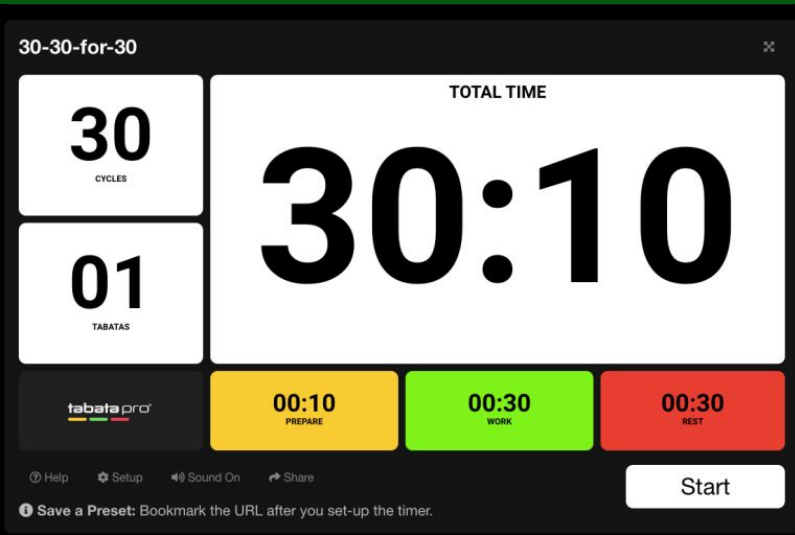 30-30-for-30
30
CYCLES
TOTAL TIME
30:10
01
TABATAS
tabata pro
00:10
PREPARE
00:30
WORK
00:30
REST
Help
Setup
Sound On
Share
Start
Save a Preset: Bookmark the URL after you set-up the timer.